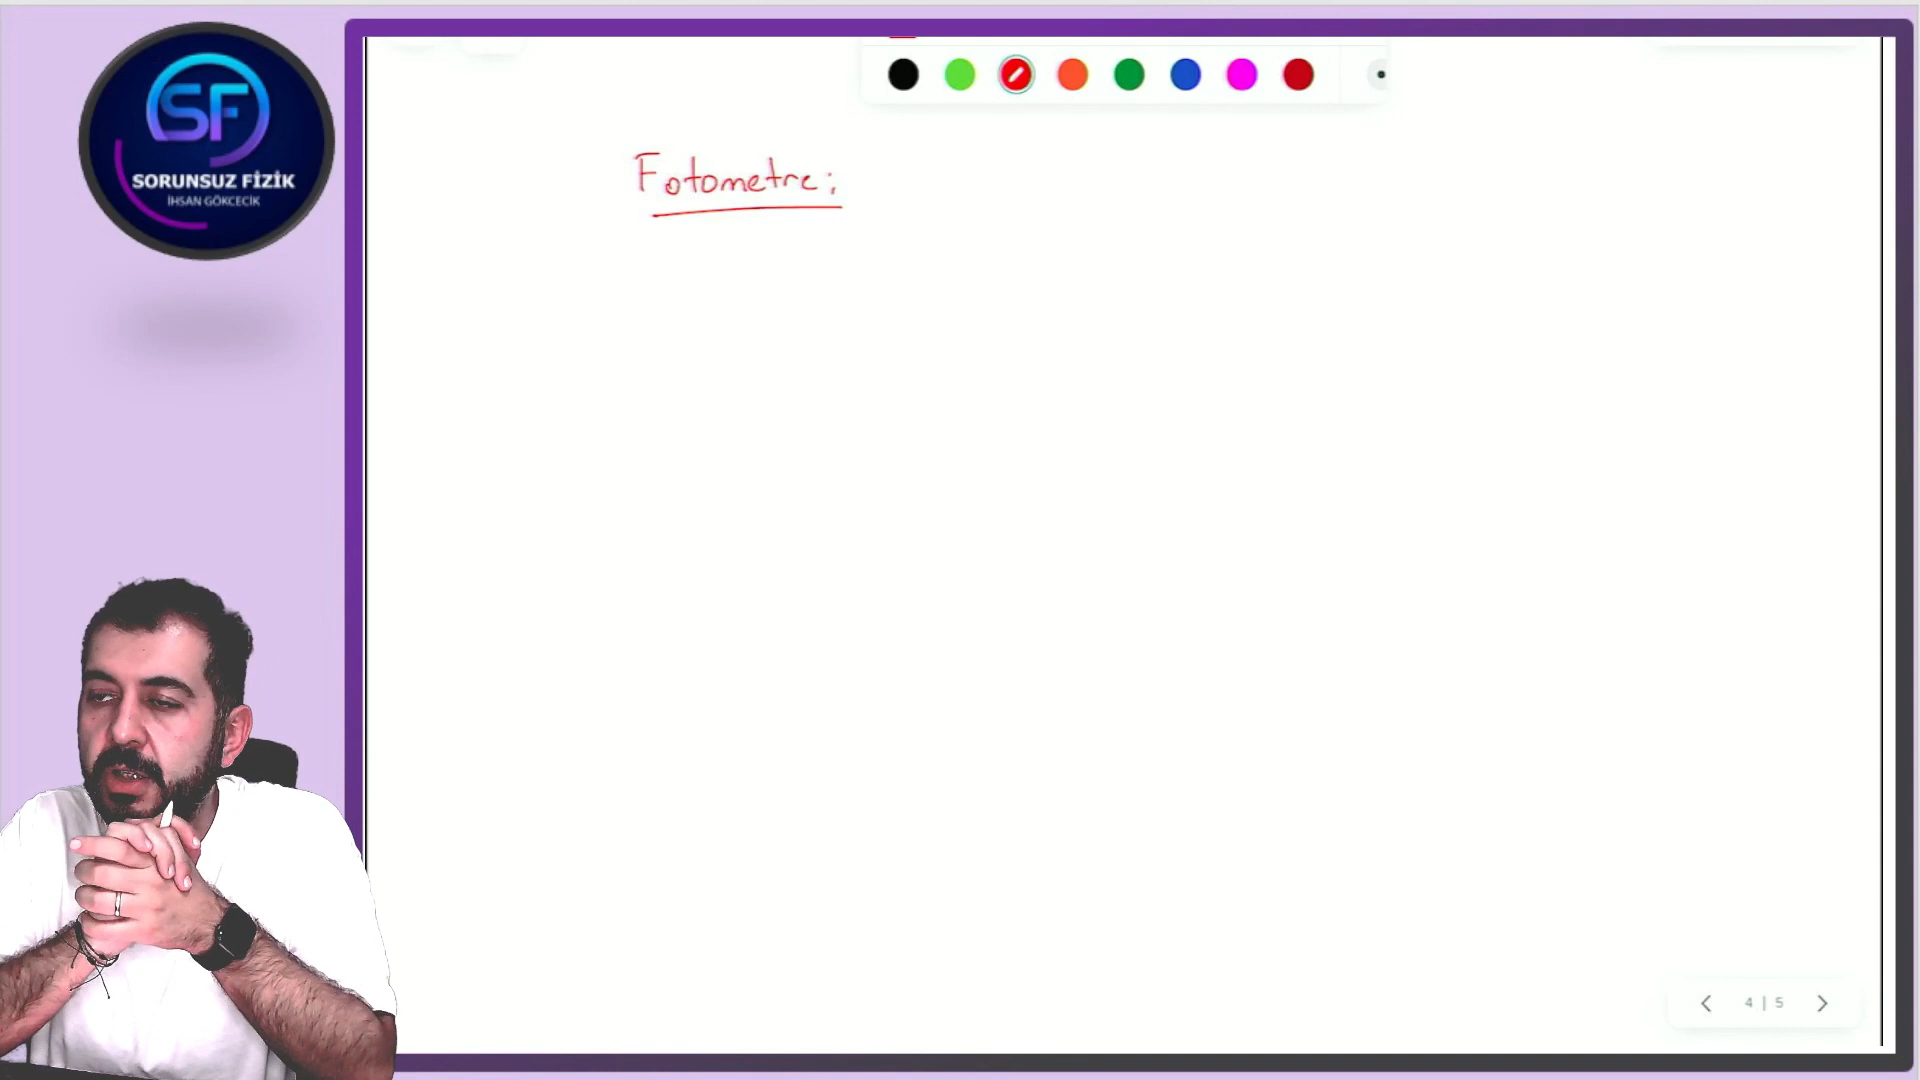 SF
SORUNSUZ FİZİK
İHSAN GÖKCECİK
Fotometre:
4 | 5